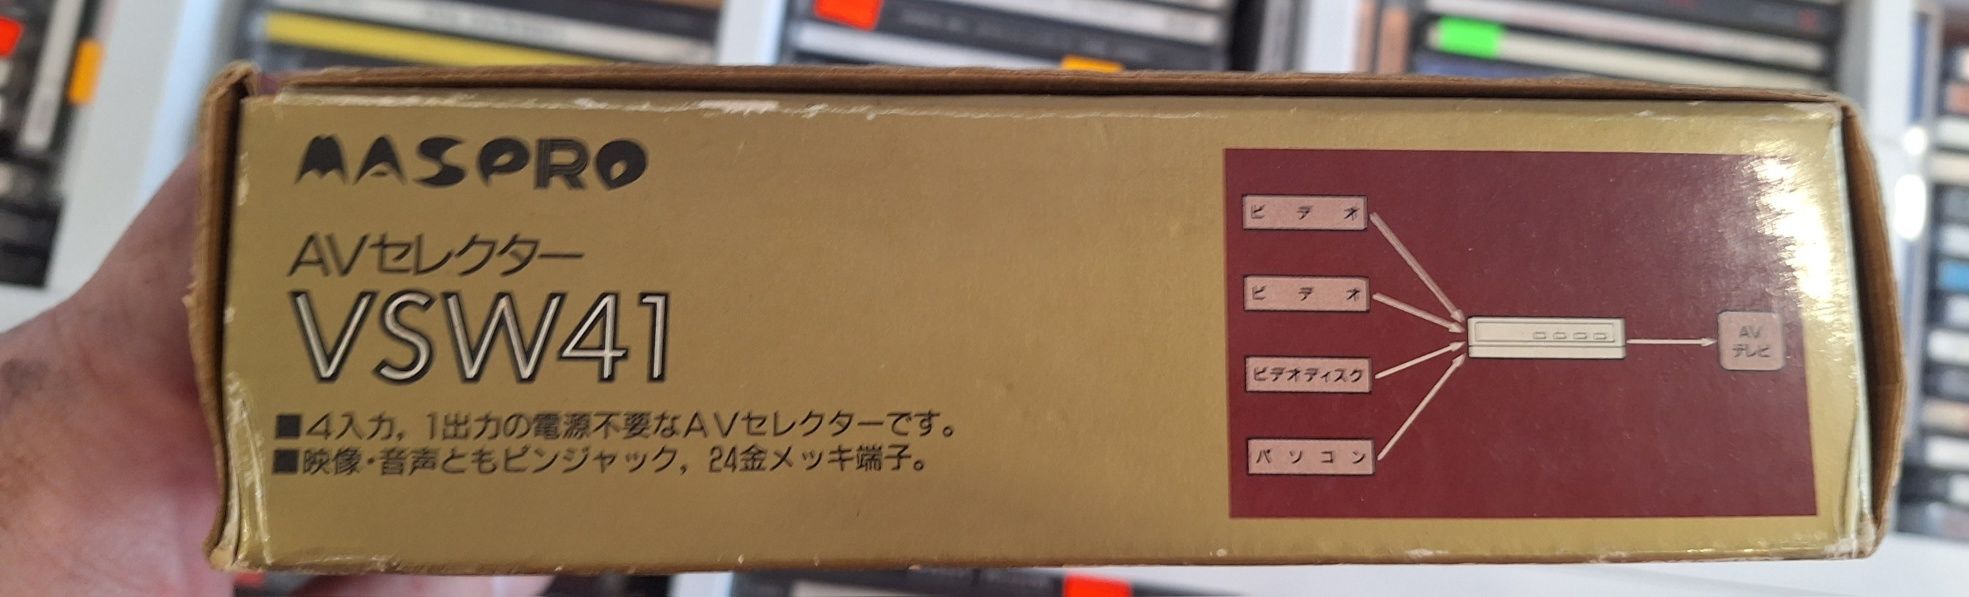 MASPRO
AVセレクター
VSW41
■4入力，1出力の電源不要なAVセレクターです。
■映像・音声ともピンジャック，24金メッキ端子。
ビデオ
ビデオ
ビデオディスク
パソコン
AV
テレビ